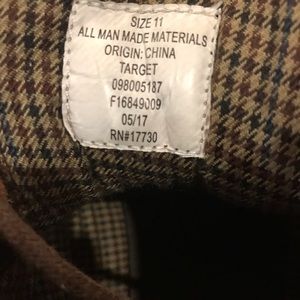 SIZE 11
ALL MAN MADE MATERIALS
ORIGIN: CHINA
TARGET
098005187
F16849009
05/17
RN#17730